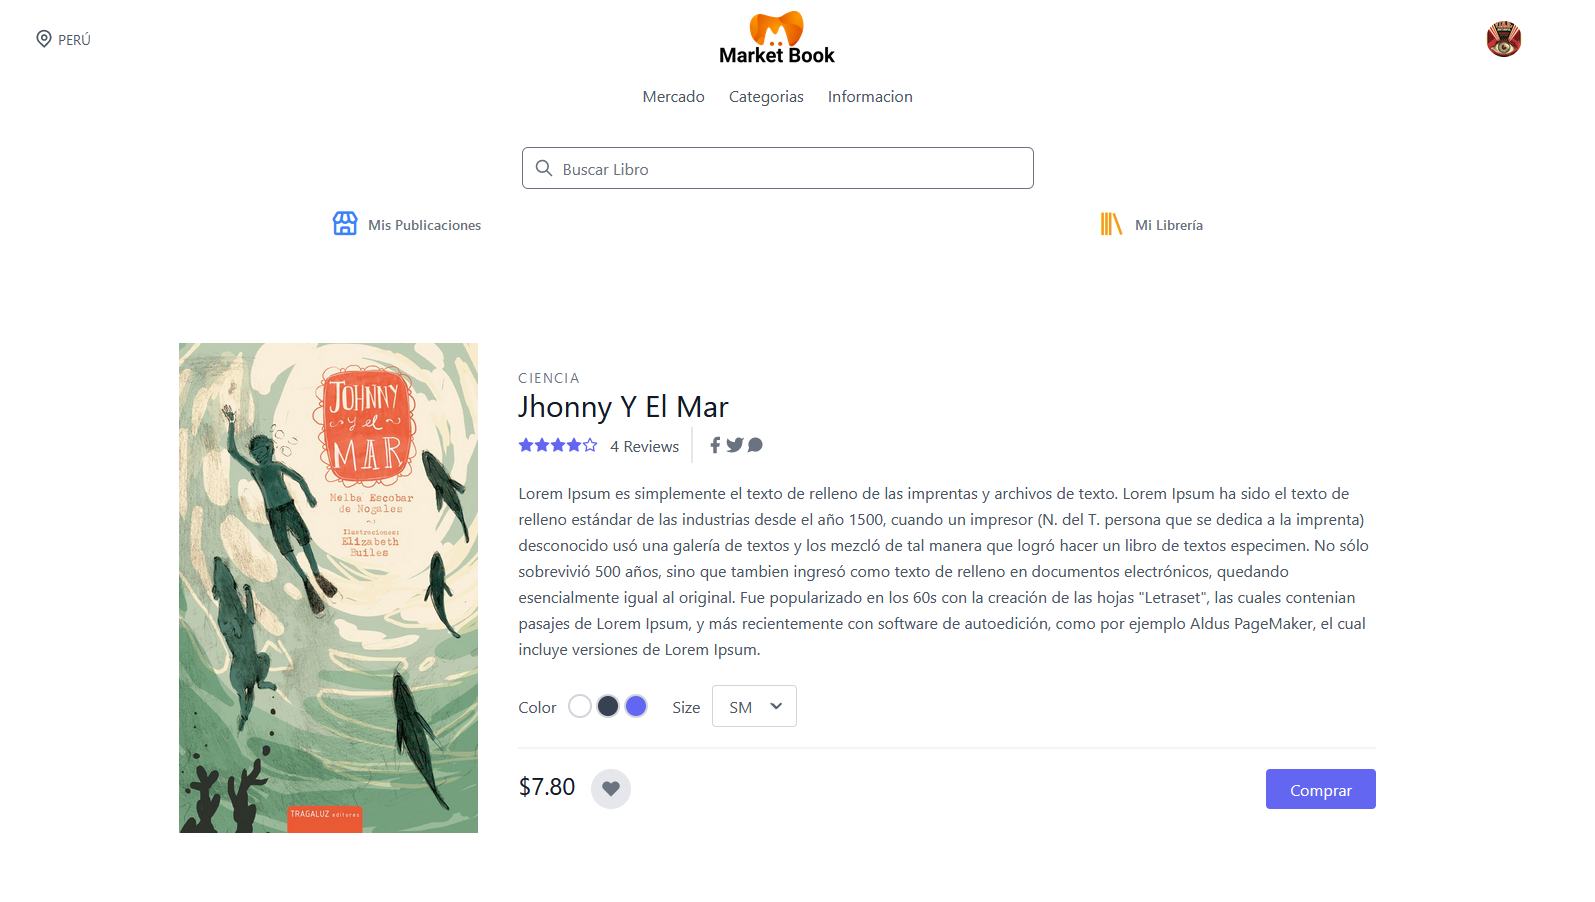 PERÚ
Market Book
Mercado Categorias Informacion
Buscar Libro
Mis Publicaciones
Mi Librería
JOHNNY
y el
MAR
Melba Escobar
de Nogales
Ilustraciones:
Elizabeth
Builes
TRAGALUZ editores
CIENCIA
Jhonny Y El Mar
4 Reviews
Lorem Ipsum es simplemente el texto de relleno de las imprentas y archivos de texto. Lorem Ipsum ha sido el texto de
relleno estándar de las industrias desde el año 1500, cuando un impresor (N. del T. persona que se dedica a la imprenta)
desconocido usó una galería de textos y los mezcló de tal manera que logró hacer un libro de textos especimen. No sólo
sobrevivió 500 años, sino que tambien ingresó como texto de relleno en documentos electrónicos, quedando
esencialmente igual al original. Fue popularizado en los 60s con la creación de las hojas "Letraset", las cuales contenian
pasajes de Lorem Ipsum, y más recientemente con software de autoedición, como por ejemplo Aldus PageMaker, el cual
incluye versiones de Lorem Ipsum.
Color Size SM
$7.80
Comprar